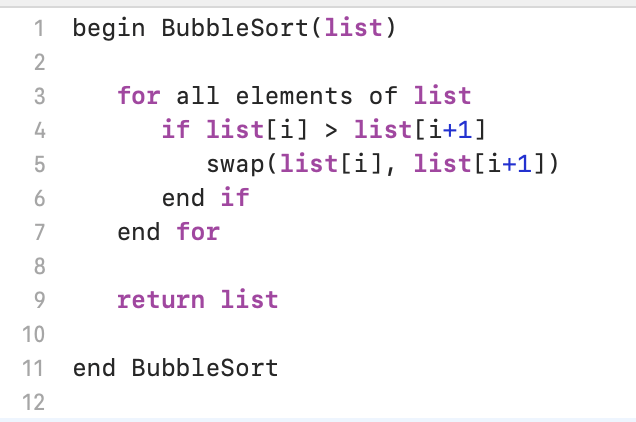 1 begin BubbleSort(list)
2
3    for all elements of list
4       if list[i] > list[i+1]
5          swap(list[i], list[i+1])
6       end if
7    end for
8
9    return list
10
11 end BubbleSort
12